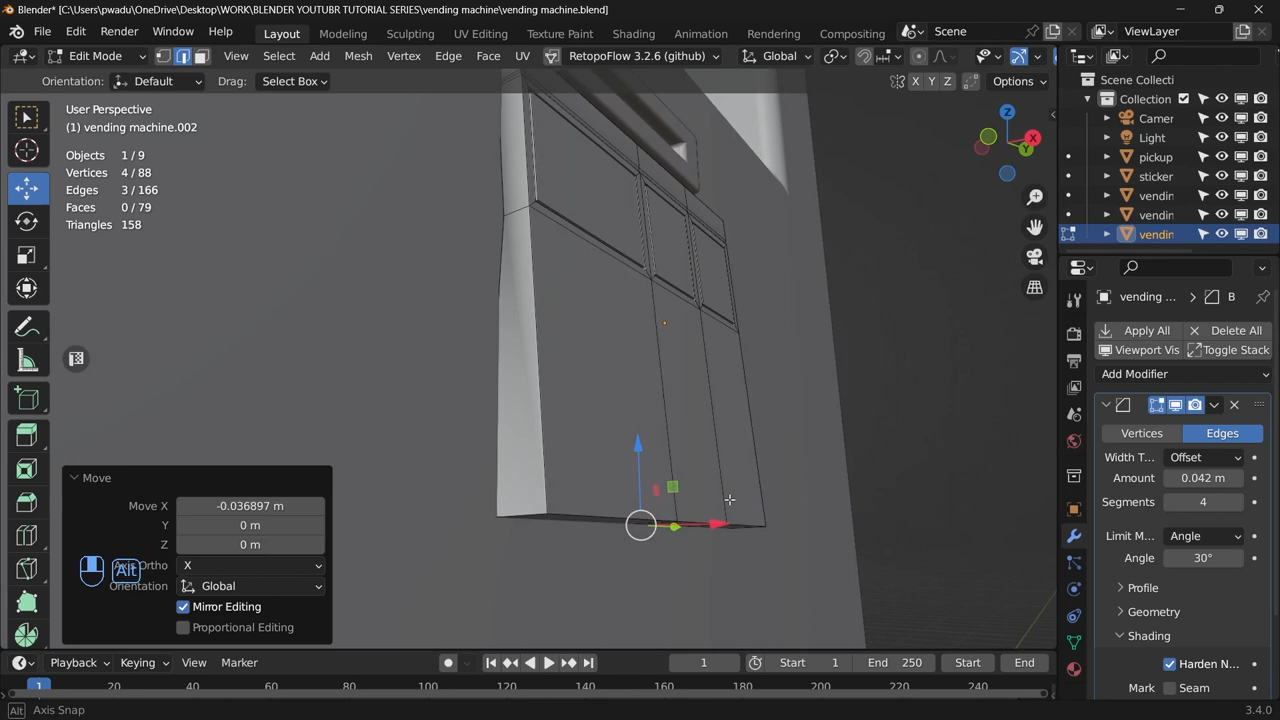 Blender* [C:\Users\pwadu\OneDrive\Desktop\WORK\BLENDER YOUTUBR TUTORIAL SERIES\vending machine\vending machine.blend]
File Edit Render Window Help Layout Modeling Sculpting UV Editing Texture Paint Shading Animation Rendering Compositing Scene ViewLayer
Edit Mode View Select Add Mesh Vertex Edge Face UV RetopoFlow 3.2.6 (github) Global
Orientation: Default Drag: Select Box X Y Z Options
User Perspective
(1) vending machine.002
Objects 1/9
Vertices 4/88
Edges 3/166
Faces 0/79
Triangles 158
Z
X
Y
Scene Collecti
Collection
Camer
Light
pickup
sticker
vendin
vendin
vendin
vending ... B
Apply All Delete All
Viewport Vis Toggle Stack
Add Modifier
Vertices Edges
Width T... Offset
Amount 0.042 m
Segments 4
Limit M... Angle
Angle 30°
Profile
Geometry
Shading
Harden N...
Mark Seam
Move
Move X -0.036897 m
Y 0 m
Z 0 m
Axis Ortho X
Orientation Global
Mirror Editing
Proportional Editing
Alt
Playback Keying View Marker 1 Start 1 End 250 Start End
1 20 40 60 80 100 120 140 160 180 200 220 240
Alt Axis Snap 3.4.0